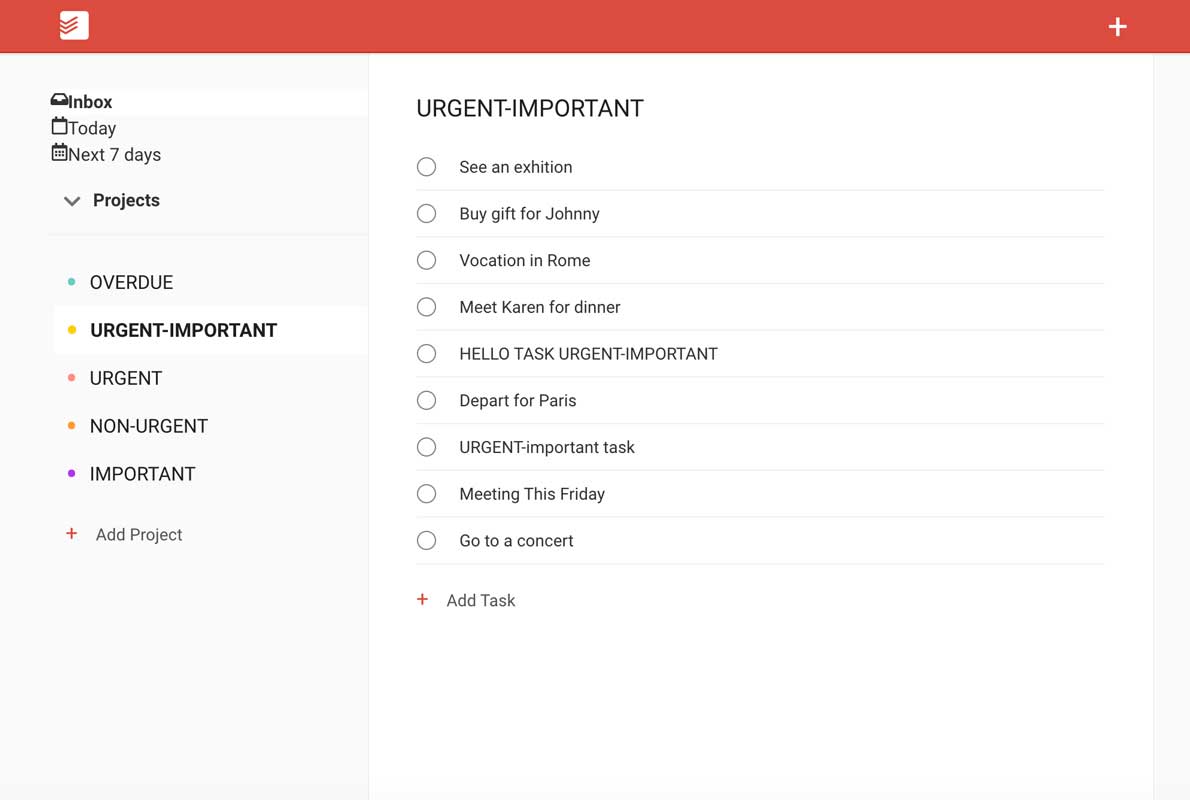 Inbox
Today
Next 7 days
Projects
OVERDUE
URGENT-IMPORTANT
URGENT
NON-URGENT
IMPORTANT
+ Add Project
URGENT-IMPORTANT
See an exhition
Buy gift for Johnny
Vocation in Rome
Meet Karen for dinner
HELLO TASK URGENT-IMPORTANT
Depart for Paris
URGENT-important task
Meeting This Friday
Go to a concert
+ Add Task